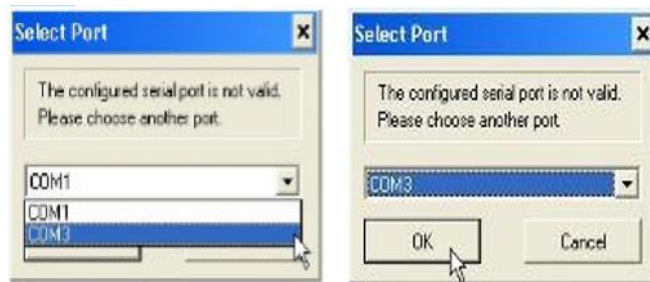 Select Port
The configured serial port is not valid.
Please choose another port.
COM1
COM1
COM3
Select Port
The configured serial port is not valid.
Please choose another port.
COM3
OK
Cancel